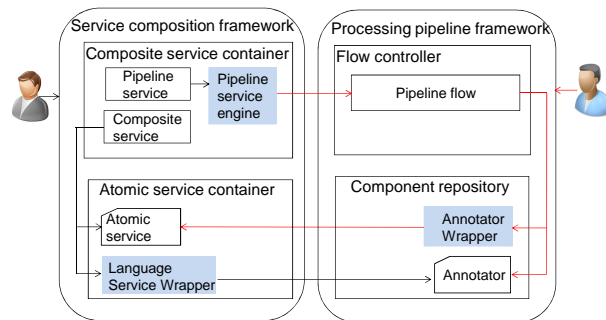 Service composition framework
Processing pipeline framework
Composite service container
Flow controller
Pipeline
service
Pipeline
service
engine
Pipeline flow
Composite
service
Atomic service container
Component repository
Atomic
service
Annotator
Wrapper
Language
Service Wrapper
Annotator